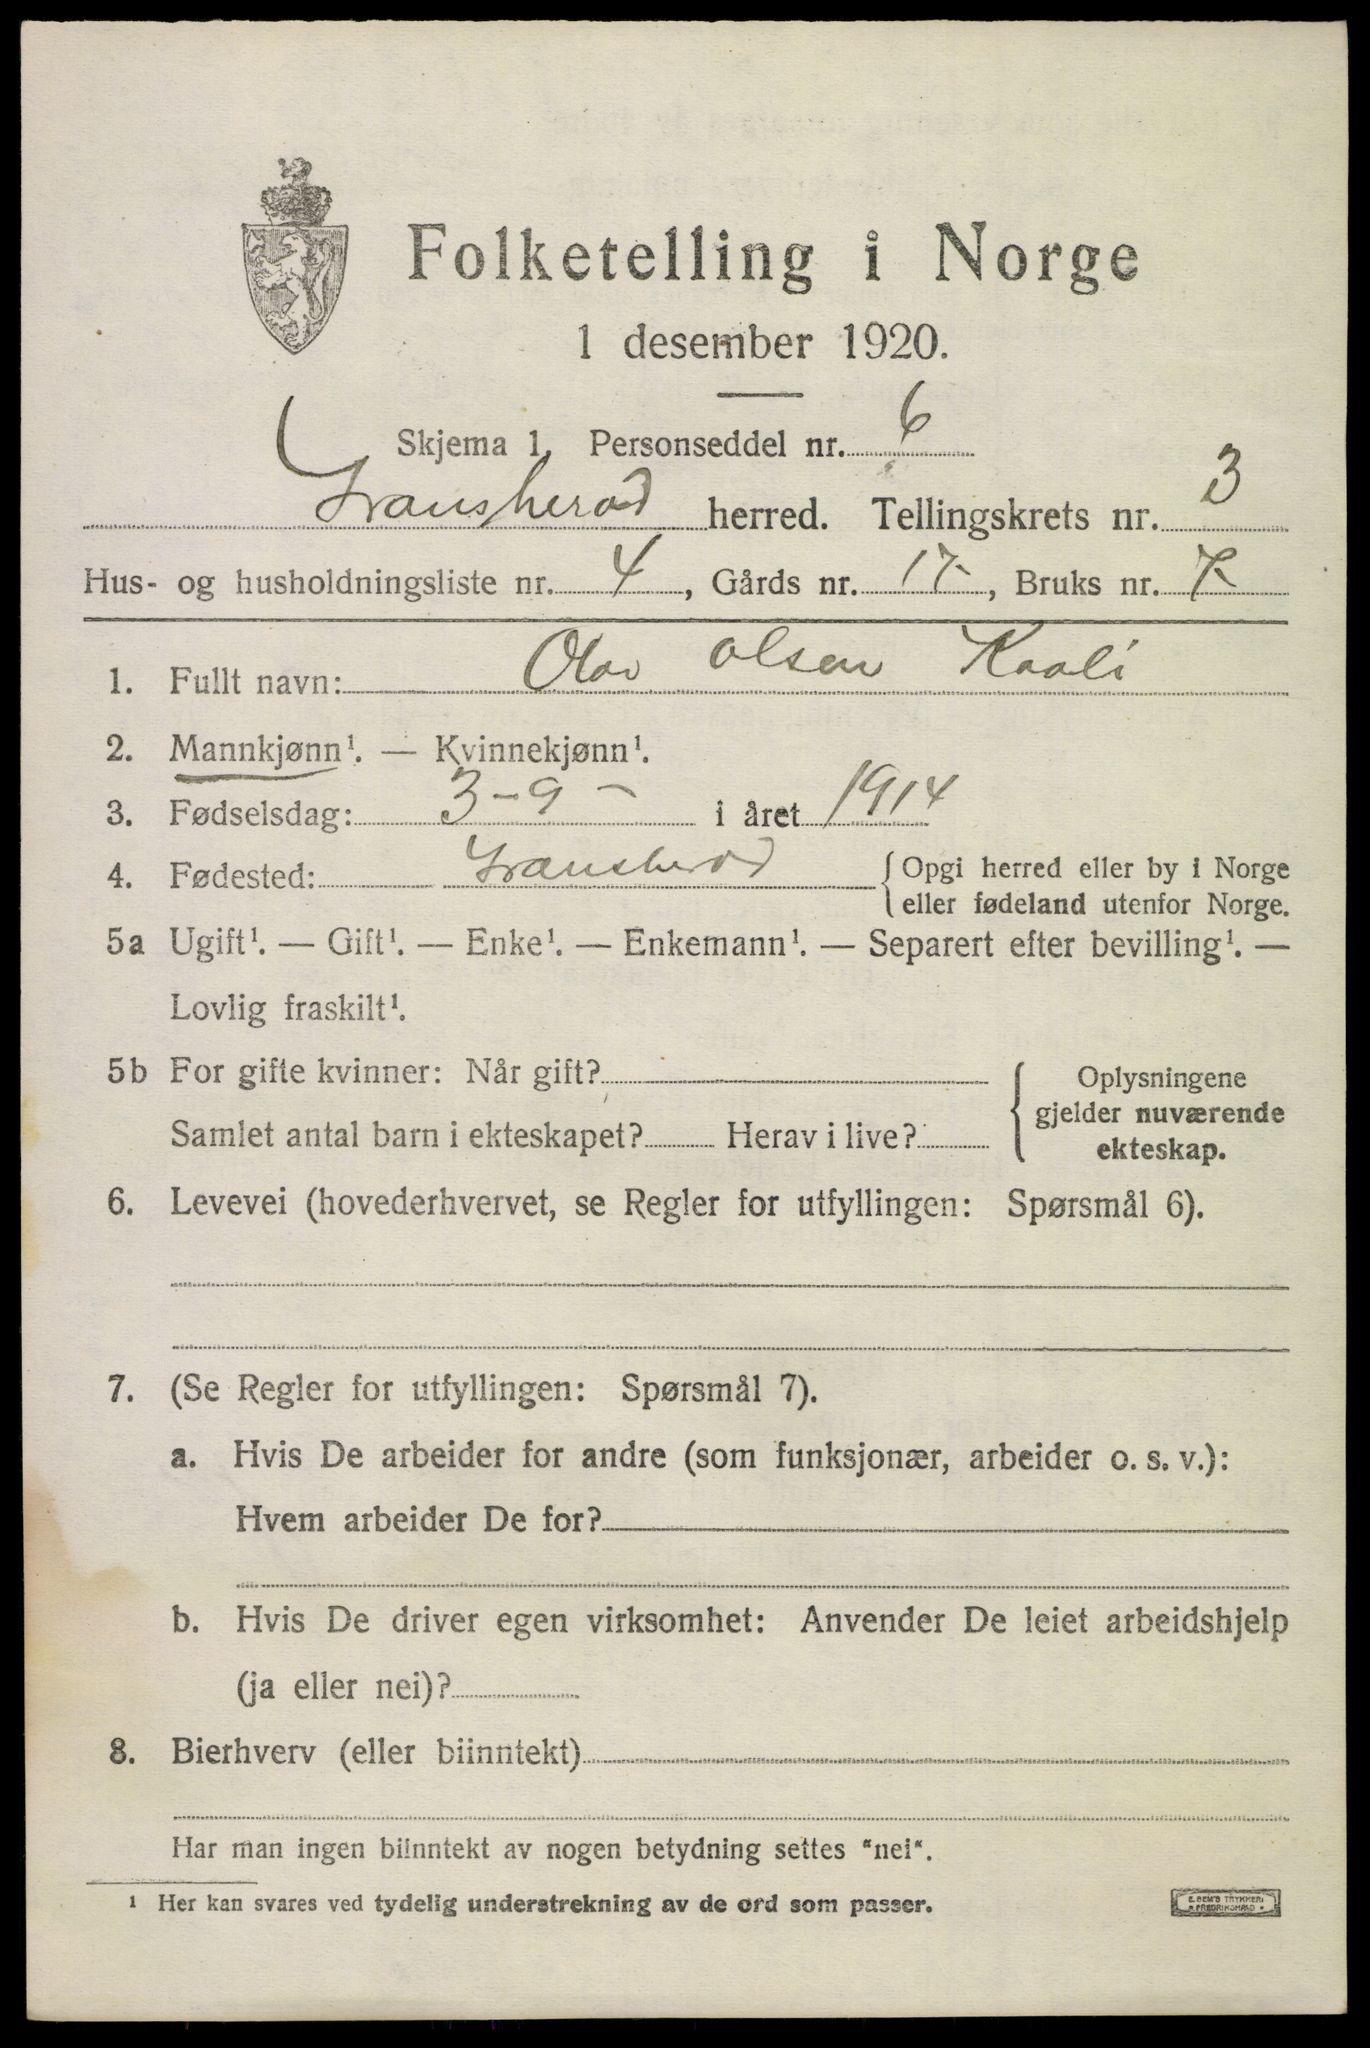 Folketelling i Norge
1 desember 1920.
Skjema 1. Personseddel nr. 6
Gransherad herred. Tellingskrets nr. 3
Hus- og husholdningsliste nr. 4, Gårds nr. 17, Bruks nr. 7
1. Fullt navn: Olav Olsen Kaali
2. Mannkjønn¹. — Kvinnekjønn¹.
3. Fødselsdag: 3-9- i året 1914
4. Fødested: Gransherad {Opgi herred eller by i Norge
eller fødeland utenfor Norge.
5a Ugift¹. — Gift¹. — Enke¹. — Enkemann¹. — Separert efter bevilling¹. —
Lovlig fraskilt¹.
5b For gifte kvinner: Når gift? { Oplysningene
gjelder nuværende
Samlet antal barn i ekteskapet? Herav i live?
ekteskap.
6. Levevei (hovederhvervet, se Regler for utfyllingen: Spørsmål 6).
7. (Se Regler for utfyllingen: Spørsmål 7).
a. Hvis De arbeider for andre (som funksjonær, arbeider o. s. v.):
Hvem arbeider De for?
b. Hvis De driver egen virksomhet: Anvender De leiet arbeidshjelp
(ja eller nei)?
8. Bierhverv (eller biinntekt)
Har man ingen biinntekt av nogen betydning settes "nei".
¹ Her kan svares ved tydelig understrekning av de ord som passer.
E. SEM'S TRYKKERI
FREDRIKSHALD